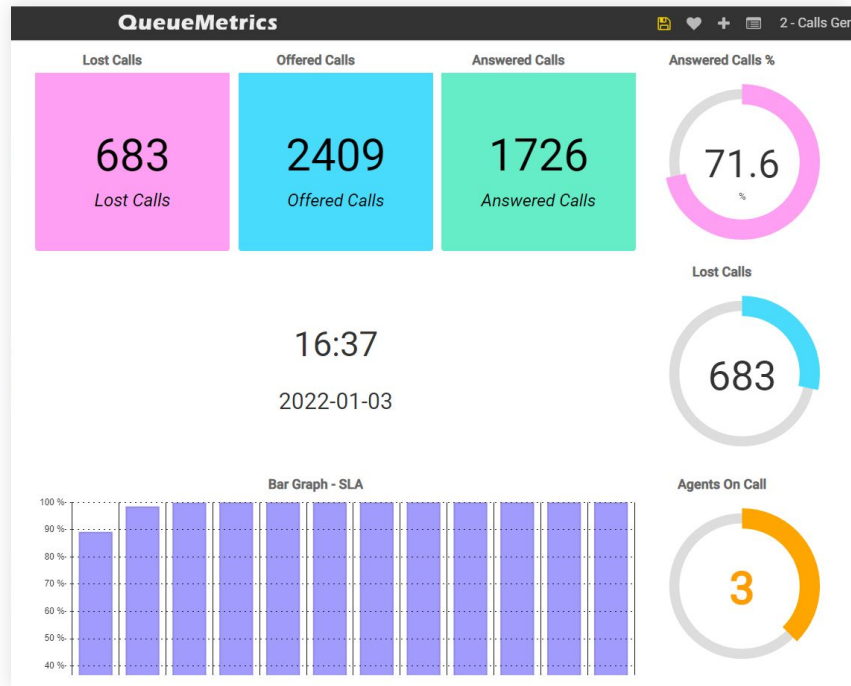 QueueMetrics
2 - Calls Ger
Lost Calls
Offered Calls
Answered Calls
Answered Calls %
683
Lost Calls
2409
Offered Calls
1726
Answered Calls
71.6
%
Lost Calls
683
16:37
2022-01-03
Bar Graph - SLA
100 %
90 %
80 %
70 %
60 %
50 %
40 %
Agents On Call
3